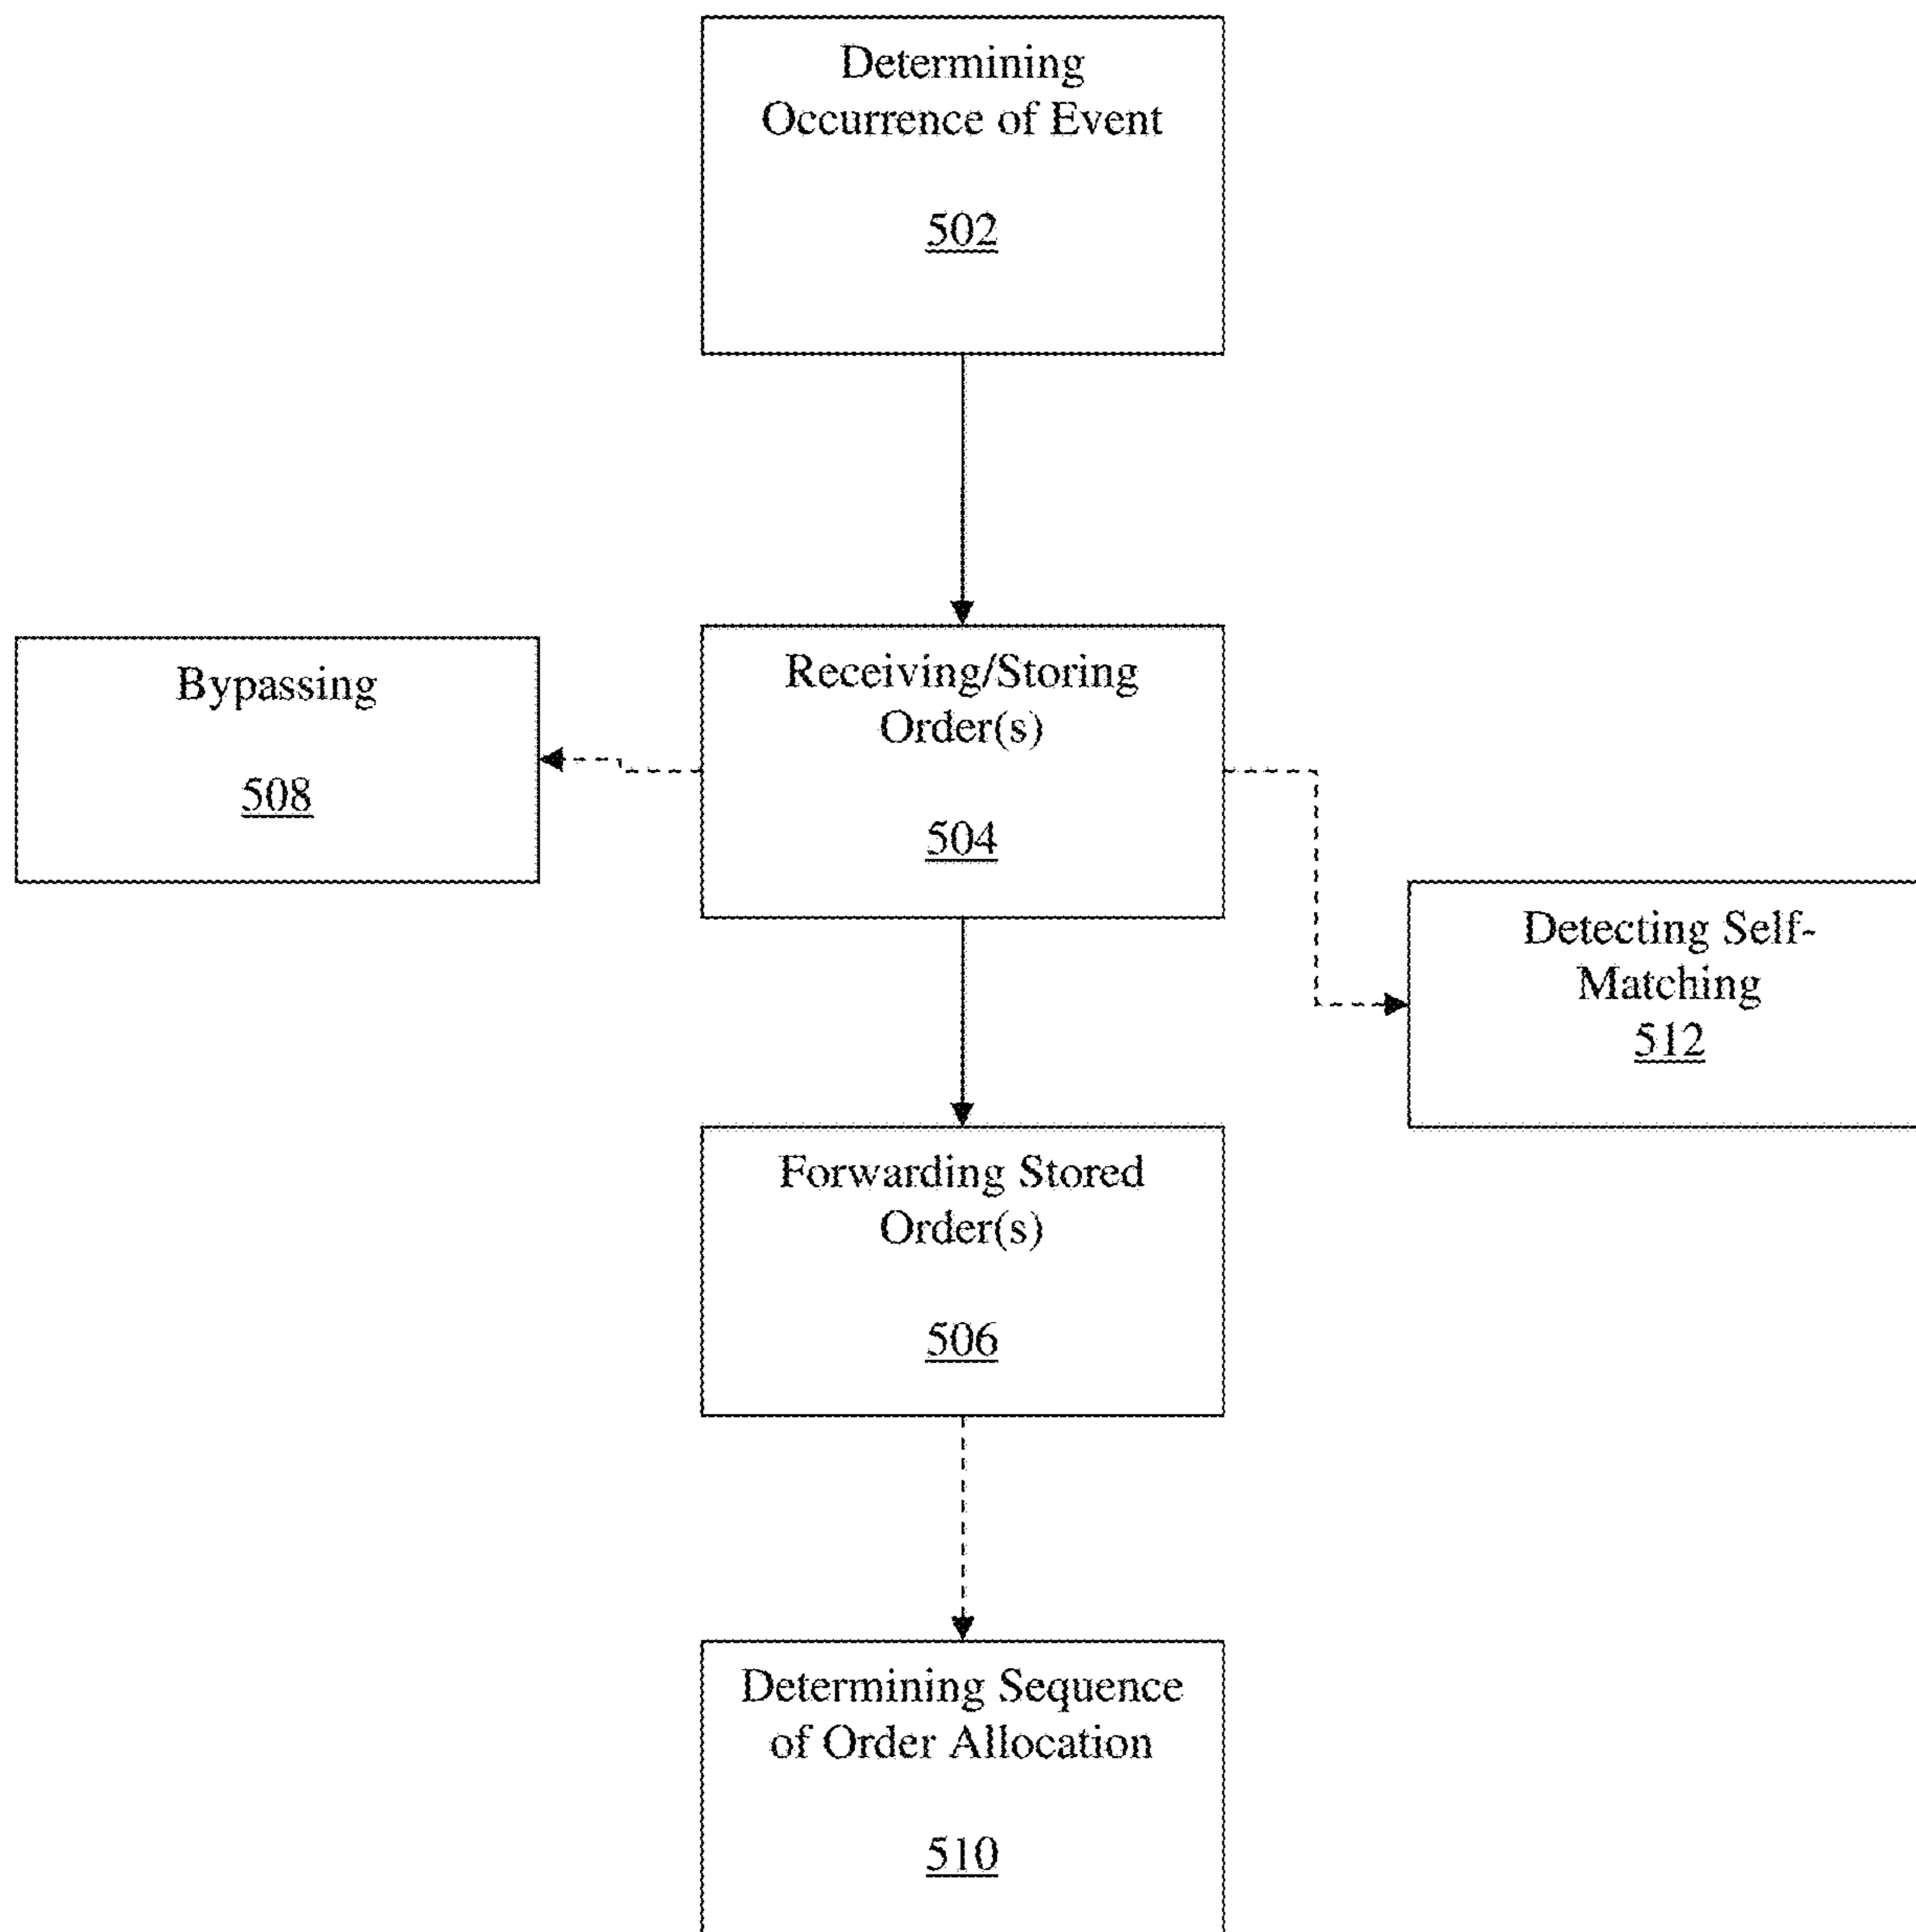 Determining
Occurrence of Event
502
Bypassing
508
Receiving/Storing
Order(s)
504
Detecting Self-
Matching
512
Forwarding Stored
Order(s)
506
Determining Sequence
of Order Allocation
510